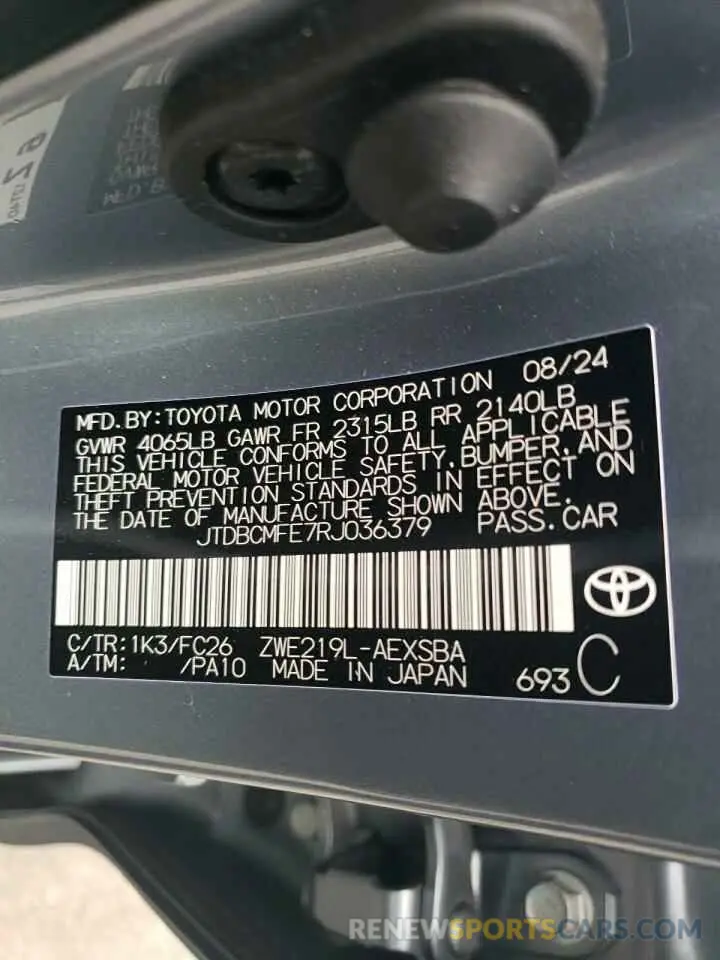 MFD. BY: TOYOTA MOTOR CORPORATION 08/24
GVWR 4065LB GAWR FR 2315LB RR 2140LB
THIS VEHICLE CONFORMS TO ALL APPLICABLE
FEDERAL MOTOR VEHICLE SAFETY, BUMPER, AND
THEFT PREVENTION STANDARDS IN EFFECT ON
THE DATE OF MANUFACTURE SHOWN ABOVE.
JTDBCMFE7RJ036379 PASS. CAR
C/TR: 1K3/FC26 ZWE219L-AEXSBA
A/TM: /PA10 MADE IN JAPAN 693 C
RENEWSPORTSCARS.COM